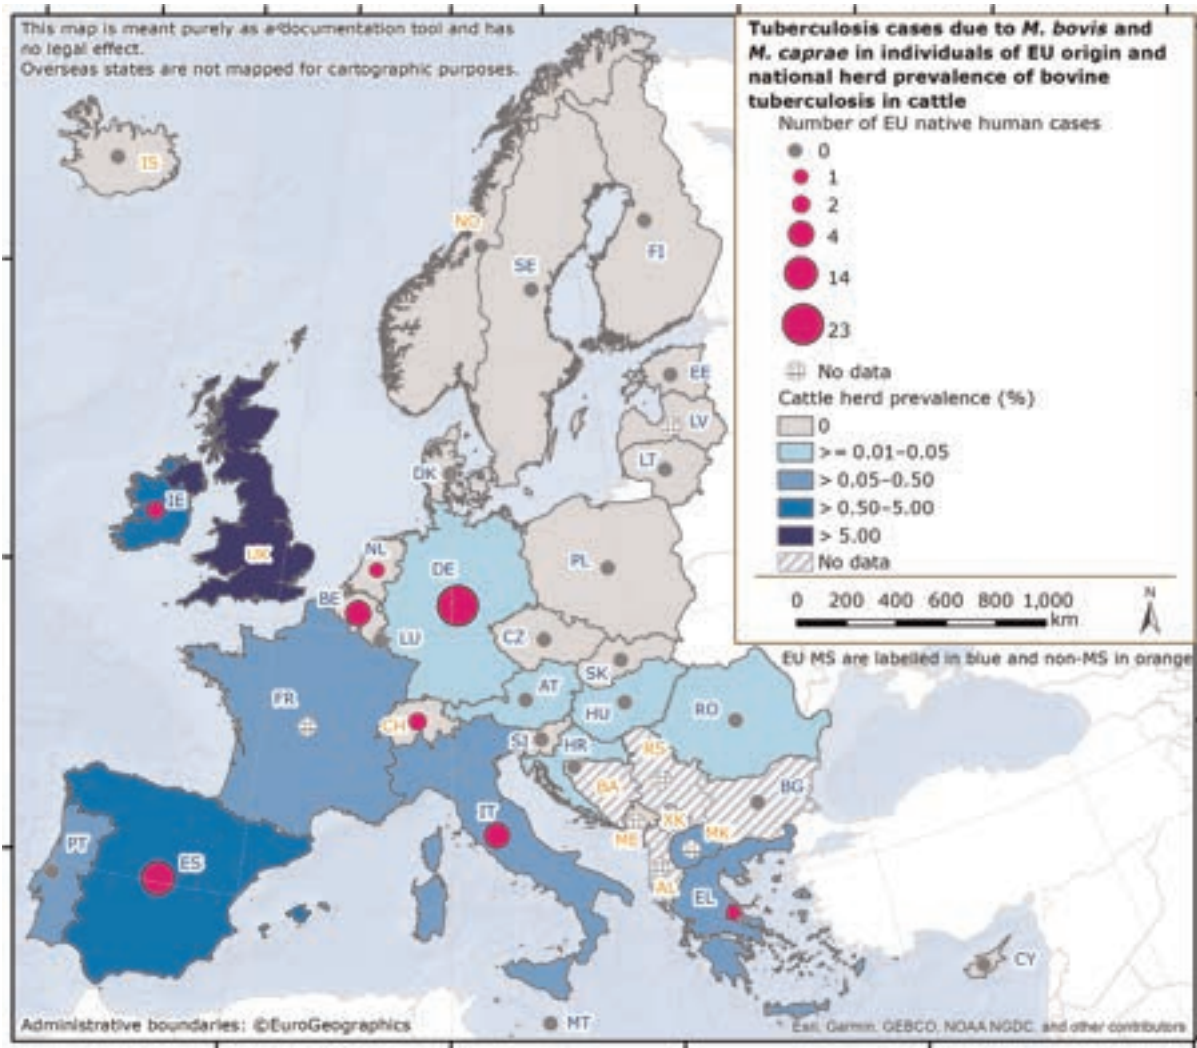 This map is meant purely as a documentation tool and has
no legal effect.
Overseas states are not mapped for cartographic purposes.
Tuberculosis cases due to M. bovis and
M. caprae in individuals of EU origin and
national herd prevalence of bovine
tuberculosis in cattle
Number of EU native human cases
0
1
2
4
14
23
No data
Cattle herd prevalence (%)
0
>= 0.01–0.05
> 0.05–0.50
> 0.50–5.00
> 5.00
No data
N
0 200 400 600 800 1,000
km
EU MS are labelled in blue and non-MS in orange
IS
NO
SE
FI
EE
LV
LT
DK
IE
UK
NL
DE
PL
BE
LU
CZ
SK
FR
CH
AT
HU
RO
SI
HR
RS
BA
BG
IT
ME
XK
MK
PT
ES
AL
EL
CY
MT
Administrative boundaries: ©EuroGeographics
Esri, Garmin, GEBCO, NOAA NGDC, and other contributors